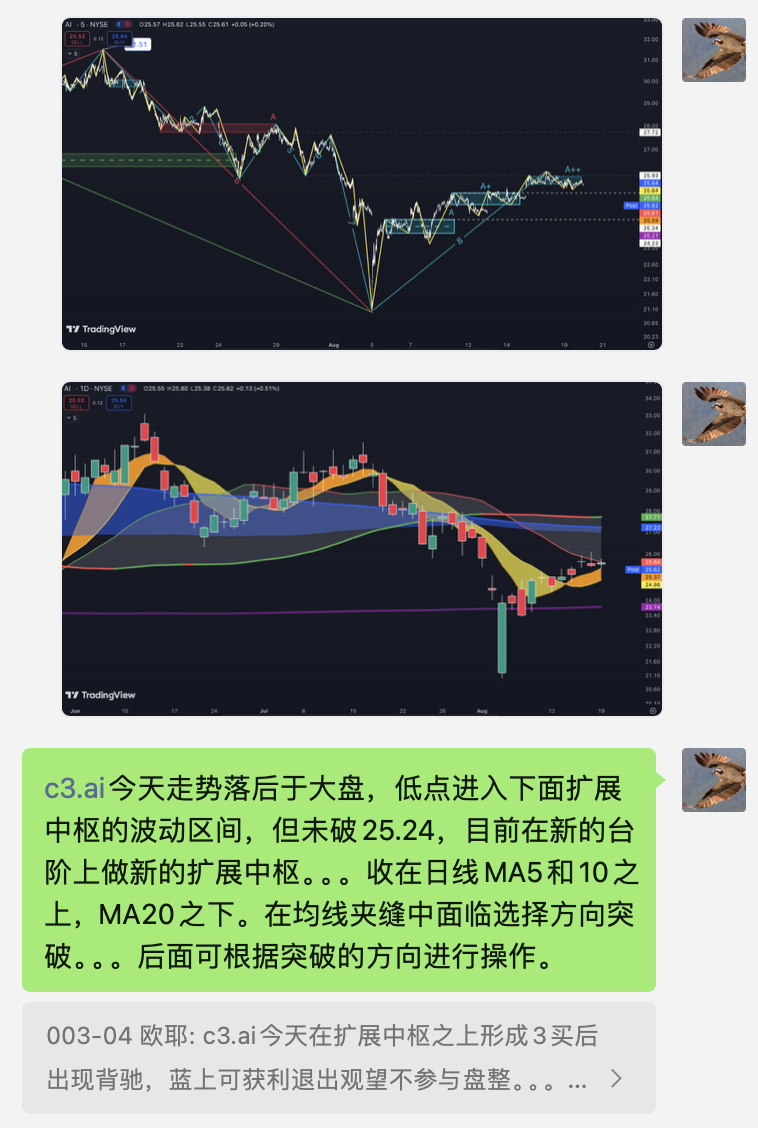 AI · 5 · NYSE O25.57 H25.62 L25.55 C25.61 +0.05 (+0.20%)
33.00
25.52 SELL 0.12 25.64 BUY
32.00
5
31.00
30.00
29.00
28.00
A
27.72
27.00
25.93
A++
25.64
A+
25.64
Post 25.62
25.61
A
25.59
25.24
25.21
B
24.23
22.60
22.10
21.60
21.10
20.65
TradingView
20.23
15 17 22 24 29 Aug 5 7 12 14 19 21
AI · 1D · NYSE O25.55 H25.80 L25.38 C25.62 +0.13 (+0.51%)
34.00
25.52 SELL 0.12 25.64 BUY
33.00
5
32.00
31.00
30.00
29.00
28.00
27.71
27.22
26.00
25.64
Post 25.62
25.37
24.86
24.00
23.74
23.40
22.80
22.20
21.60
21.10
20.60
TradingView
Jun 10 17 24 Jul 8 15 22 26 Aug 12 19
c3.ai今天走势落后于大盘，低点进入下面扩展
中枢的波动区间，但未破25.24，目前在新的台
阶上做新的扩展中枢。。。收在日线MA5和10之
上，MA20之下。在均线夹缝中面临选择方向突
破。。。后面可根据突破的方向进行操作。
003-04 欧耶: c3.ai今天在扩展中枢之上形成3买后
出现背驰，蓝上可获利退出观望不参与盘整。。。...